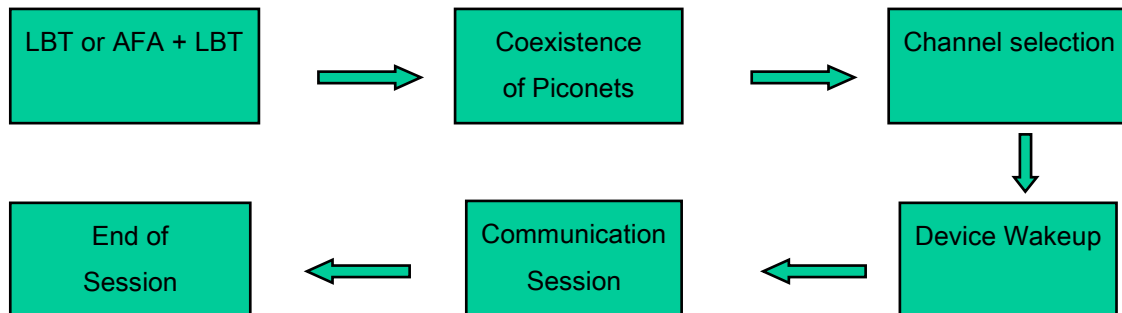 LBT or AFA + LBT
Coexistence
of Piconets
Channel selection
Device Wakeup
Communication
Session
End of
Session